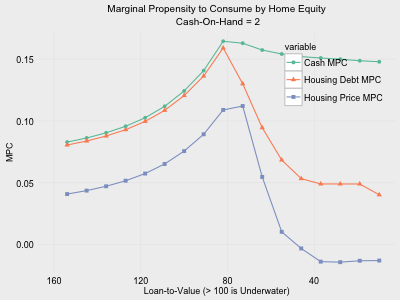 Marginal Propensity to Consume by Home Equity
Cash-On-Hand = 2
variable
Cash MPC
Housing Debt MPC
Housing Price MPC
MPC
0.15
0.10
0.05
0.00
160 120 80 40
Loan-to-Value (> 100 is Underwater)